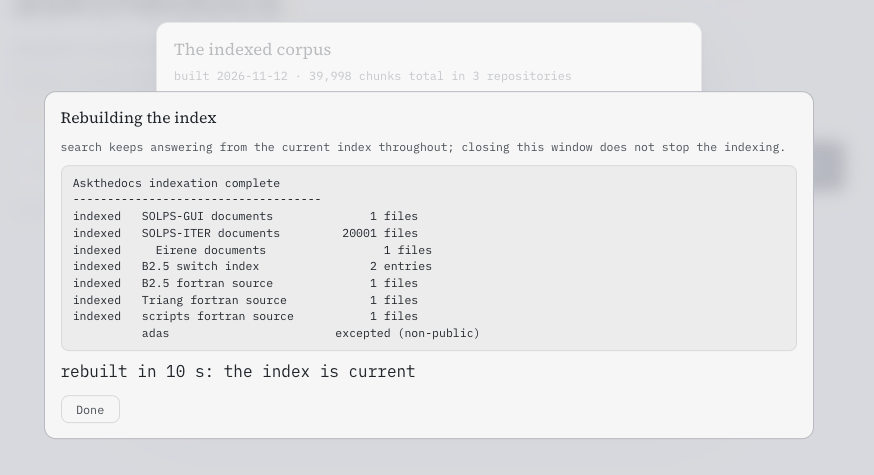 The indexed corpus
built 2026-11-12 · 39,998 chunks total in 3 repositories
Rebuilding the index
search keeps answering from the current index throughout; closing this window does not stop the indexing.
Askthedocs indexation complete
------------------------------------
indexed   SOLPS-GUI documents              1 files
indexed   SOLPS-ITER documents         20001 files
indexed     Eirene documents                 1 files
indexed   B2.5 switch index                2 entries
indexed   B2.5 fortran source              1 files
indexed   Triang fortran source            1 files
indexed   scripts fortran source           1 files
          adas                        excepted (non-public)
rebuilt in 10 s: the index is current
Done